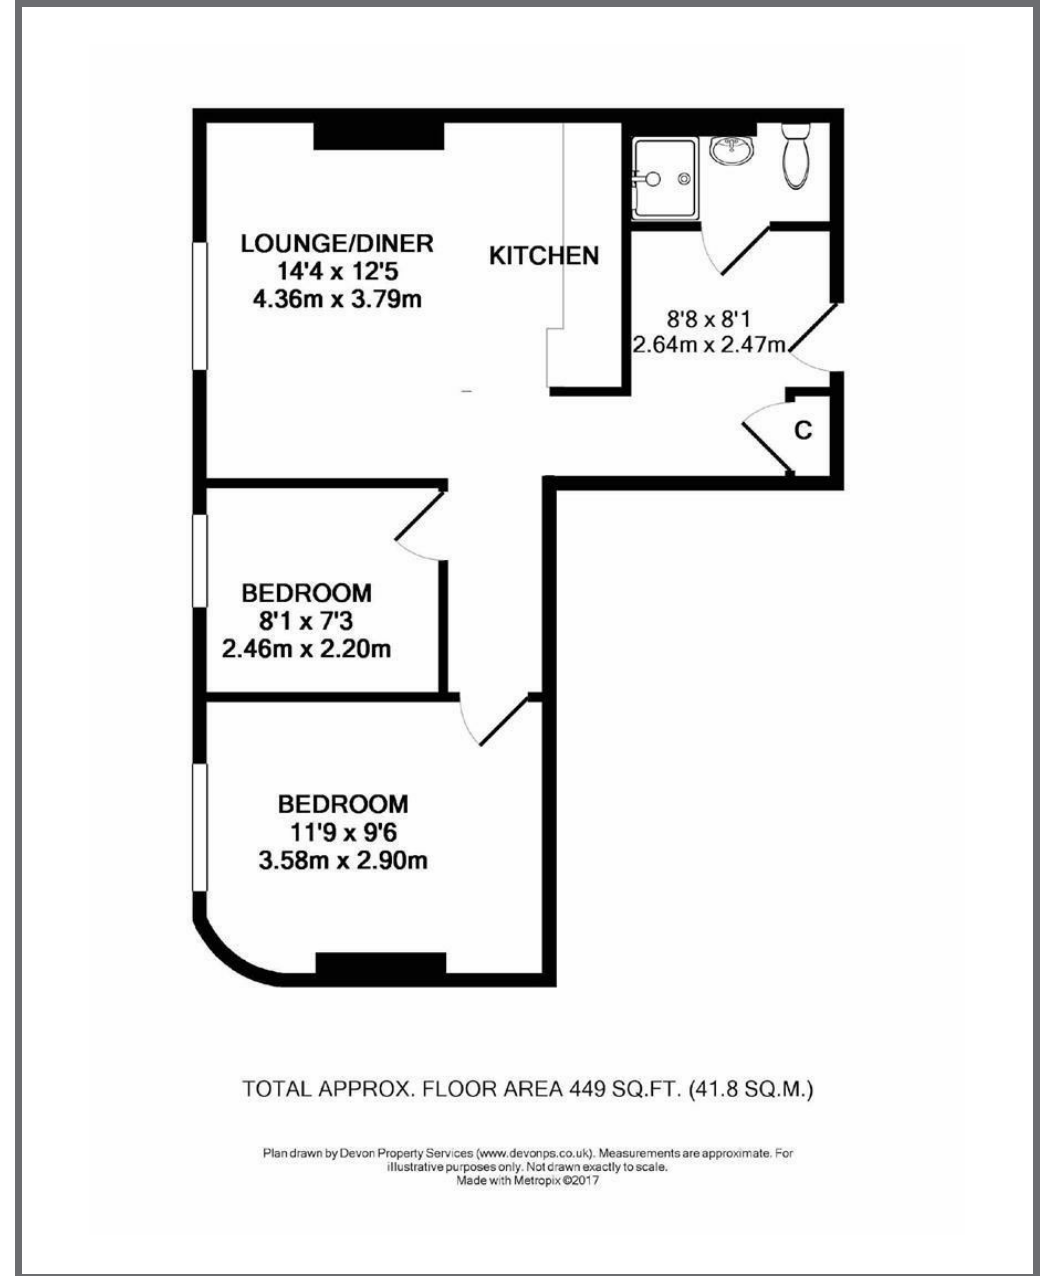 LOUNGE/DINER
14'4 x 12'5
4.36m x 3.79m
KITCHEN
8'8 x 8'1
2.64m x 2.47m
C
BEDROOM
8'1 x 7'3
2.46m x 2.20m
BEDROOM
11'9 x 9'6
3.58m x 2.90m
TOTAL APPROX. FLOOR AREA 449 SQ.FT. (41.8 SQ.M.)
Plan drawn by Devon Property Services (www.devonps.co.uk). Measurements are approximate. For
illustrative purposes only. Not drawn exactly to scale.
Made with Metropix ©2017